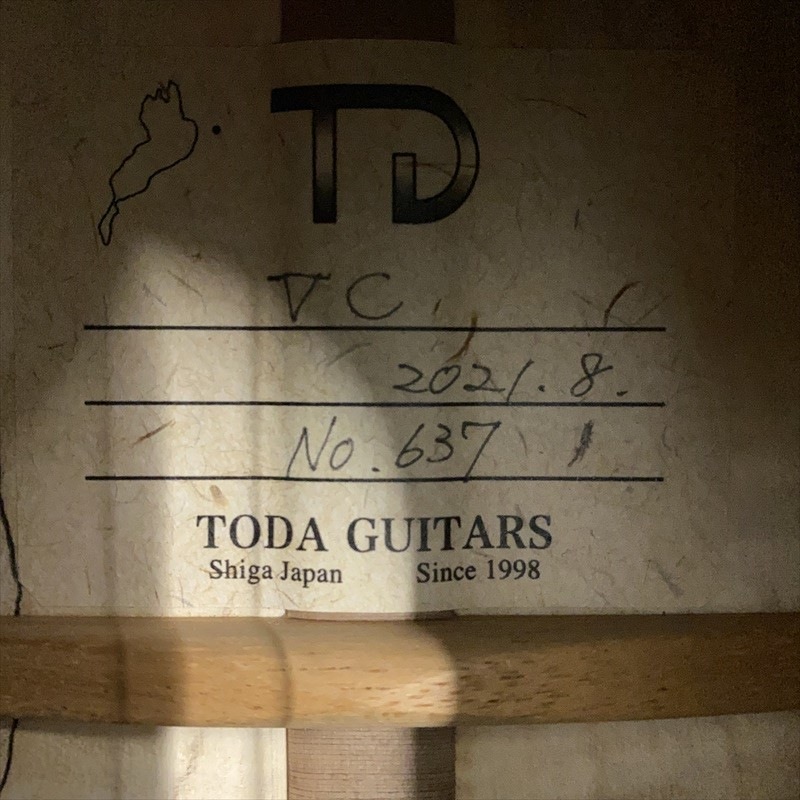 TD
VC
2021.8.
No.637
TODA GUITARS
Shiga Japan Since 1998